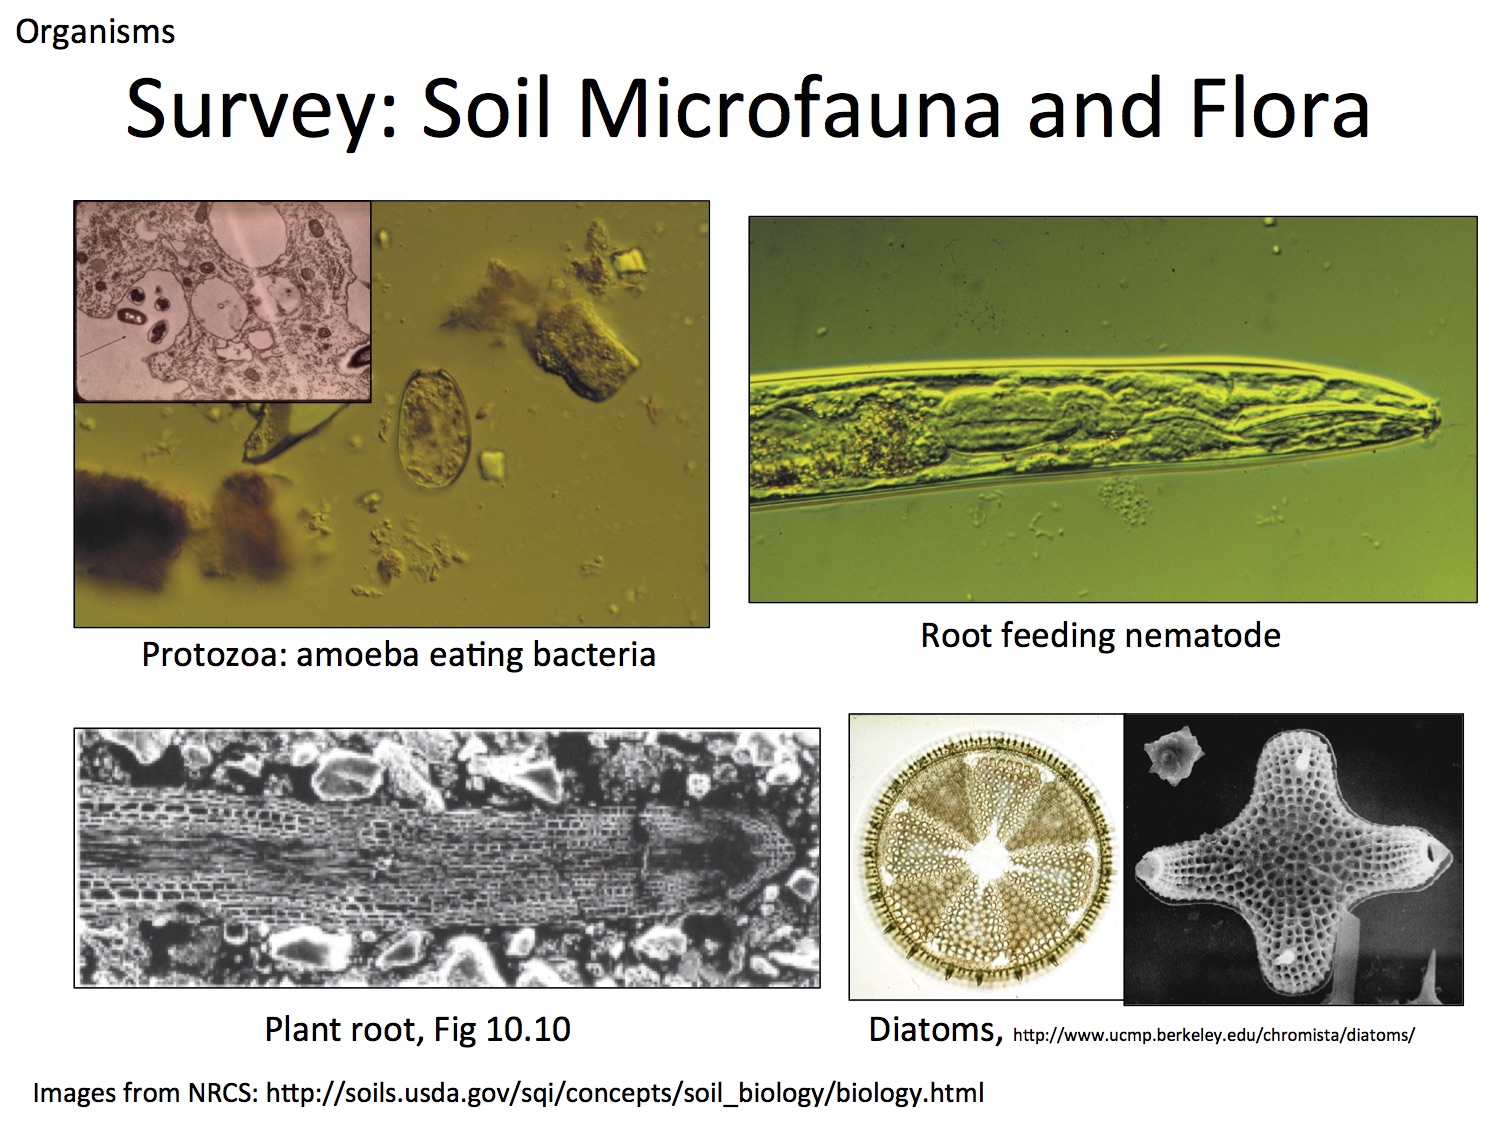 Organisms
Survey: Soil Microfauna and Flora
Protozoa: amoeba eating bacteria
Root feeding nematode
Plant root, Fig 10.10
Diatoms, http://www.ucmp.berkeley.edu/chromista/diatoms/
Images from NRCS: http://soils.usda.gov/sqi/concepts/soil_biology/biology.html